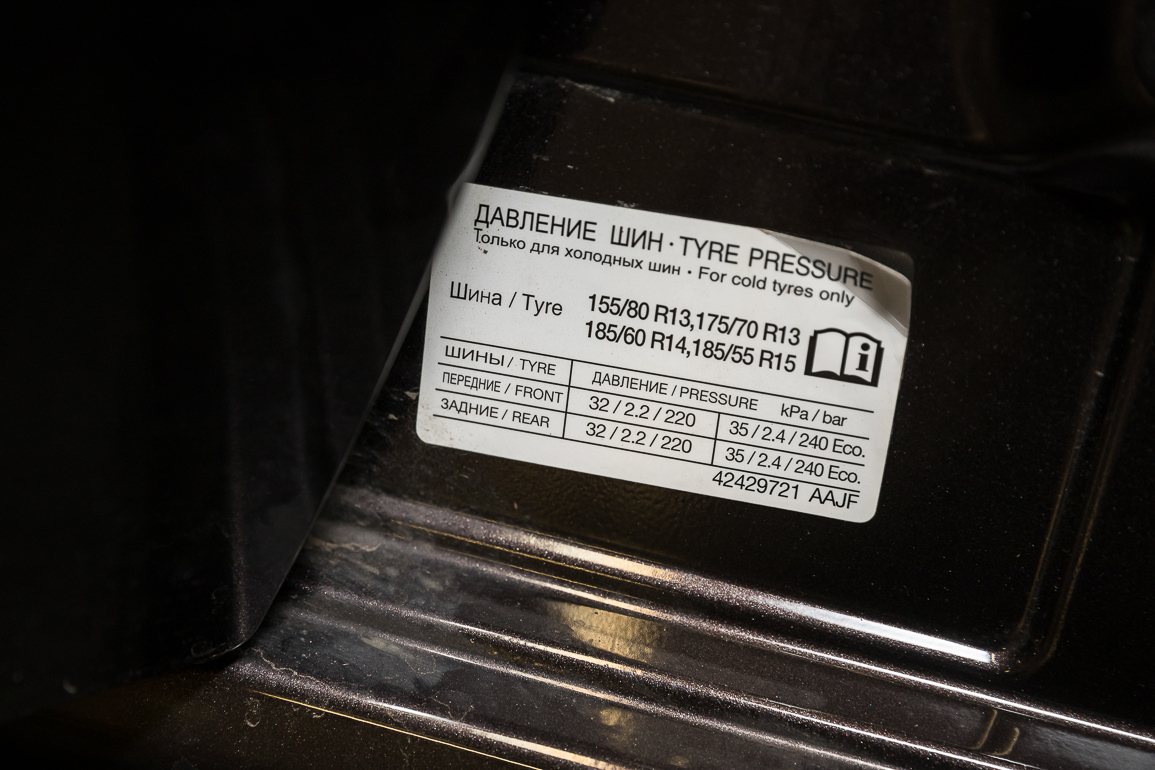 ДАВЛЕНИЕ ШИН · TYRE PRESSURE
Только для холодных шин • For cold tyres only
Шина / Tyre 155/80 R13,175/70 R13
185/60 R14,185/55 R15
i
ШИНЫ / TYRE ДАВЛЕНИЕ / PRESSURE kPa / bar
ПЕРЕДНИЕ / FRONT 32 / 2.2 / 220 35 / 2.4 / 240 Eco.
ЗАДНИЕ / REAR 32 / 2.2 / 220 35 / 2.4 / 240 Eco.
42429721 AAJF